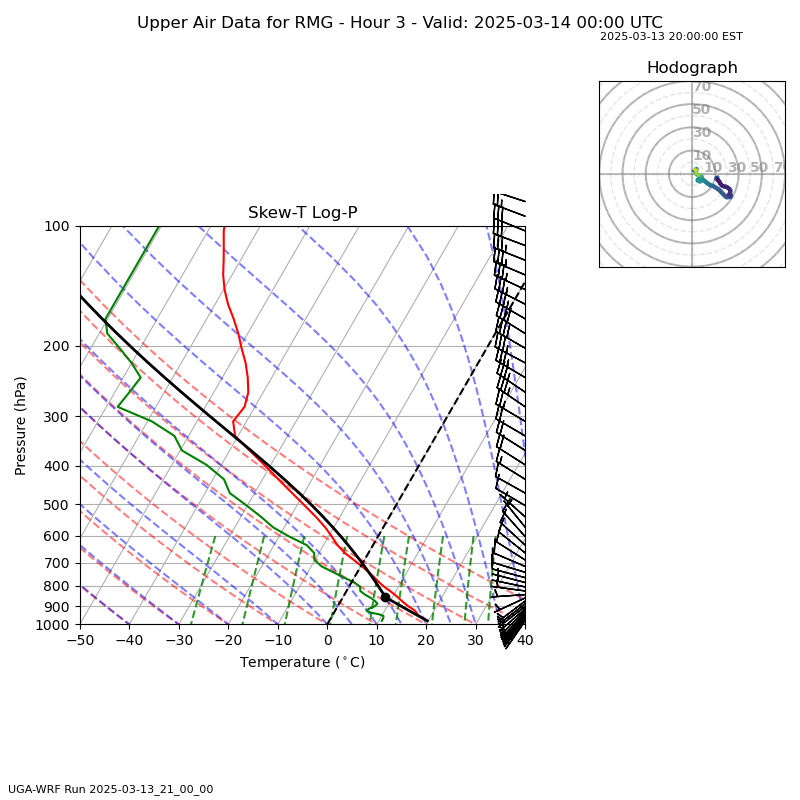 Upper Air Data for RMG - Hour 3 - Valid: 2025-03-14 00:00 UTC
2025-03-13 20:00:00 EST
Hodograph
70
50
30
10
10 30 50 7
Skew-T Log-P
100
200
300
400
500
600
700
800
900
1000
Pressure (hPa)
−50 −40 −30 −20 −10 0 10 20 30 40
Temperature (°C)
UGA-WRF Run 2025-03-13_21_00_00